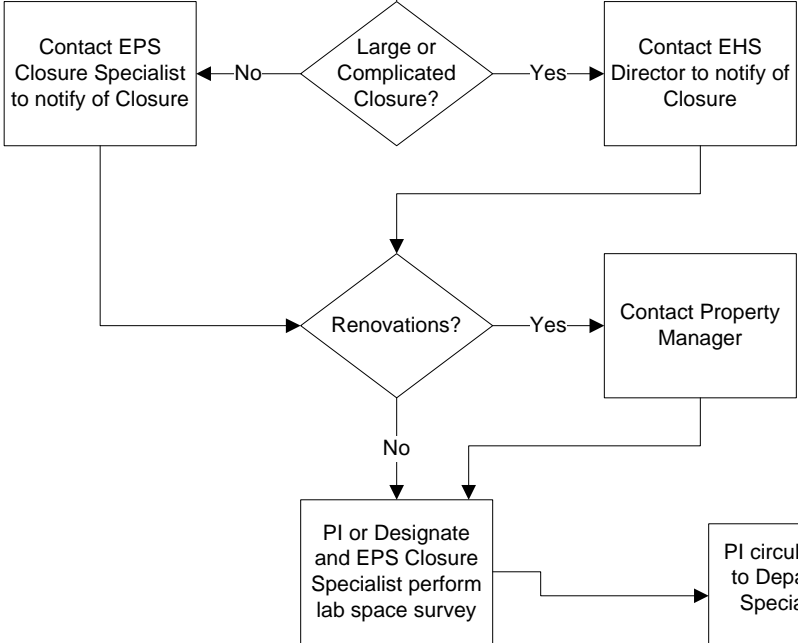 Contact EPS
Closure Specialist
to notify of Closure
No
Large or
Complicated
Closure?
Yes
Contact EHS
Director to notify of
Closure
Renovations?
Yes
Contact Property
Manager
No
PI or Designate
and EPS Closure
Specialist perform
lab space survey
PI
to